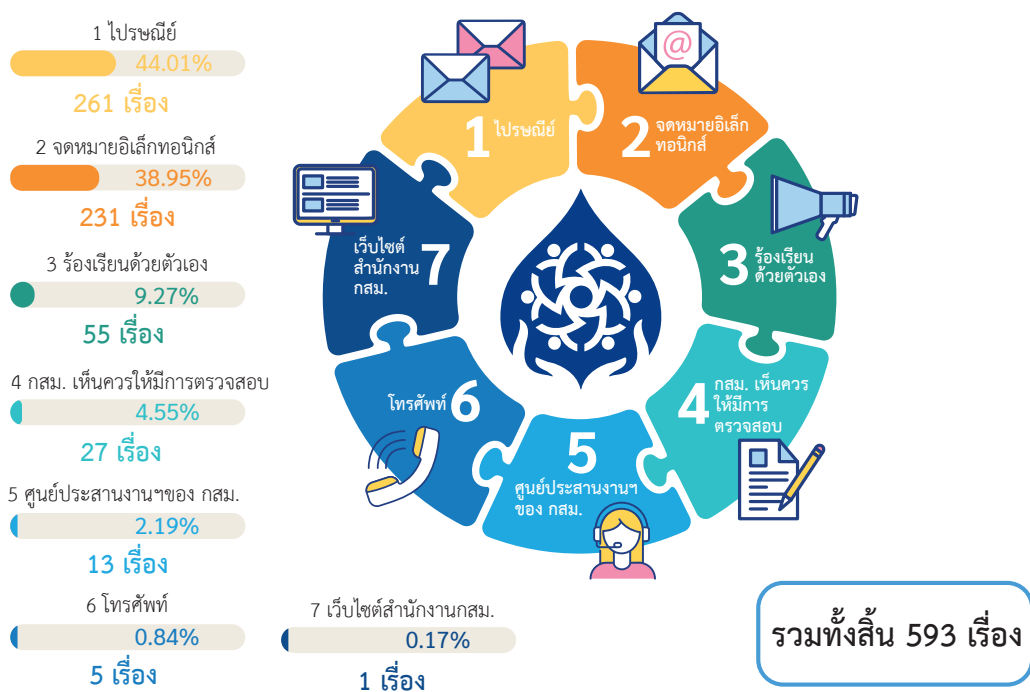 1 ไปรษณีย์
44.01%
261 เรื่อง
2 จดหมายอิเล็กทอนิกส์
38.95%
231 เรื่อง
3 ร้องเรียนด้วยตัวเอง
9.27%
55 เรื่อง
4 กสม. เห็นควรให้มีการตรวจสอบ
4.55%
27 เรื่อง
5 ศูนย์ประสานงานฯของ กสม.
2.19%
13 เรื่อง
6 โทรศัพท์
0.84%
5 เรื่อง
7 เว็บไซต์สำนักงานกสม.
0.17%
1 เรื่อง
1 ไปรษณีย์
@
2 จดหมายอิเล็ก
ทอนิกส์
3 ร้องเรียน
ด้วยตัวเอง
4 กสม. เห็นควร
ให้มีการ
ตรวจสอบ
5
ศูนย์ประสานงานฯ
ของ กสม.
โทรศัพท์ 6
เว็บไซต์
สำนักงาน 7
กสม.
รวมทั้งสิ้น 593 เรื่อง